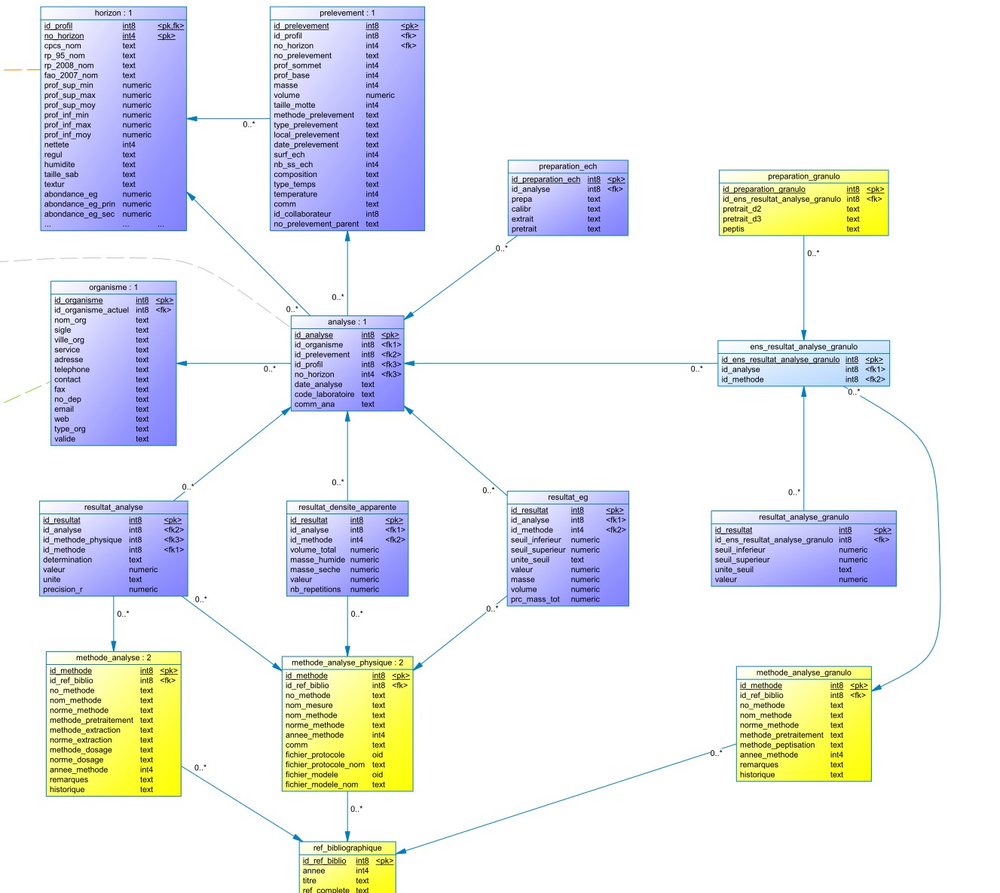 horizon : 1
id_profil int8 <pk,fk>
no_horizon int4 <pk>
cpcs_nom text
rp_95_nom text
rp_2008_nom text
fao_2007_nom text
prof_sup_min numeric
prof_sup_max numeric
prof_sup_moy numeric
prof_inf_min numeric
prof_inf_max numeric
prof_inf_moy numeric
nettete int4
regul text
humidite text
taille_sab text
textur text
abondance_eg numeric
abondance_eg_prin numeric
abondance_eg_sec numeric
... ... ...
0..*
prelevement : 1
id_prelevement int8 <pk>
id_profil int8 <fk>
no_horizon int4 <fk>
no_prelevement text
prof_sommet int4
prof_base int4
masse int4
volume numeric
taille_motte int4
methode_prelevement text
type_prelevement text
local_prelevement text
date_prelevement text
surf_ech int4
nb_ss_ech int4
composition text
type_temps text
temperature int4
comm text
id_collaborateur int8
no_prelevement_parent text
preparation_ech
id_preparation_ech int8 <pk>
id_analyse int8 <fk>
prepa text
calibr text
extrait text
pretrait text
0..*
preparation_granulo
id_preparation_granulo int8 <pk>
id_ens_resultat_analyse_granulo int8 <fk>
pretrait_d2 text
pretrait_d3 text
peptis text
0..*
organisme : 1
id_organisme int8 <pk>
id_organisme_actuel int8 <fk>
nom_org text
sigle text
ville_org text
service text
adresse text
telephone text
contact text
fax text
no_dep text
email text
web text
type_org text
valide text
0..*
0..*
0..*
analyse : 1
id_analyse int8 <pk>
id_organisme int8 <fk1>
id_prelevement int8 <fk2>
id_profil int8 <fk3>
no_horizon int4 <fk3>
date_analyse text
code_laboratoire text
comm_ana text
0..*
ens_resultat_analyse_granulo
id_ens_resultat_analyse_granulo int8 <pk>
id_analyse int8 <fk1>
id_methode int8 <fk2>
0..*
0..*
0..*
0..*
0..*
resultat_analyse
id_resultat int8 <pk>
id_analyse int8 <fk2>
id_methode_physique int8 <fk3>
id_methode int8 <fk1>
determination text
valeur numeric
unite text
precision_r numeric
resultat_densite_apparente
id_resultat int8 <pk>
id_analyse int8 <fk1>
id_methode int4 <fk2>
volume_total numeric
masse_humide numeric
masse_seche numeric
valeur numeric
nb_repetitions numeric
resultat_eg
id_resultat int8 <pk>
id_analyse int8 <fk1>
id_methode int4 <fk2>
seuil_inferieur numeric
seuil_superieur numeric
unite_seuil text
valeur numeric
masse numeric
volume numeric
prc_mass_tot numeric
resultat_analyse_granulo
id_resultat int8 <pk>
id_ens_resultat_analyse_granulo int8 <fk>
seuil_inferieur numeric
seuil_superieur numeric
unite_seuil text
valeur numeric
0..*
0..*
0..*
0..*
methode_analyse : 2
id_methode int8 <pk>
id_ref_biblio int8 <fk>
no_methode text
nom_methode text
norme_methode text
methode_pretraitement text
methode_extraction text
norme_extraction text
methode_dosage text
norme_dosage text
annee_methode int4
remarques text
historique text
0..*
methode_analyse_physique : 2
id_methode int8 <pk>
id_ref_biblio int8 <fk>
no_methode text
nom_mesure text
nom_methode text
norme_methode text
annee_methode int4
comm text
fichier_protocole oid
fichier_protocole_nom text
fichier_modele oid
fichier_modele_nom text
0..*
methode_analyse_granulo
id_methode int8 <pk>
id_ref_biblio int8 <fk>
no_methode text
nom_methode text
norme_methode text
methode_pretraitement text
methode_peptisation text
annee_methode int4
remarques text
historique text
0..*
ref_bibliographique
id_ref_biblio int8 <pk>
annee int4
titre text
ref_complete text